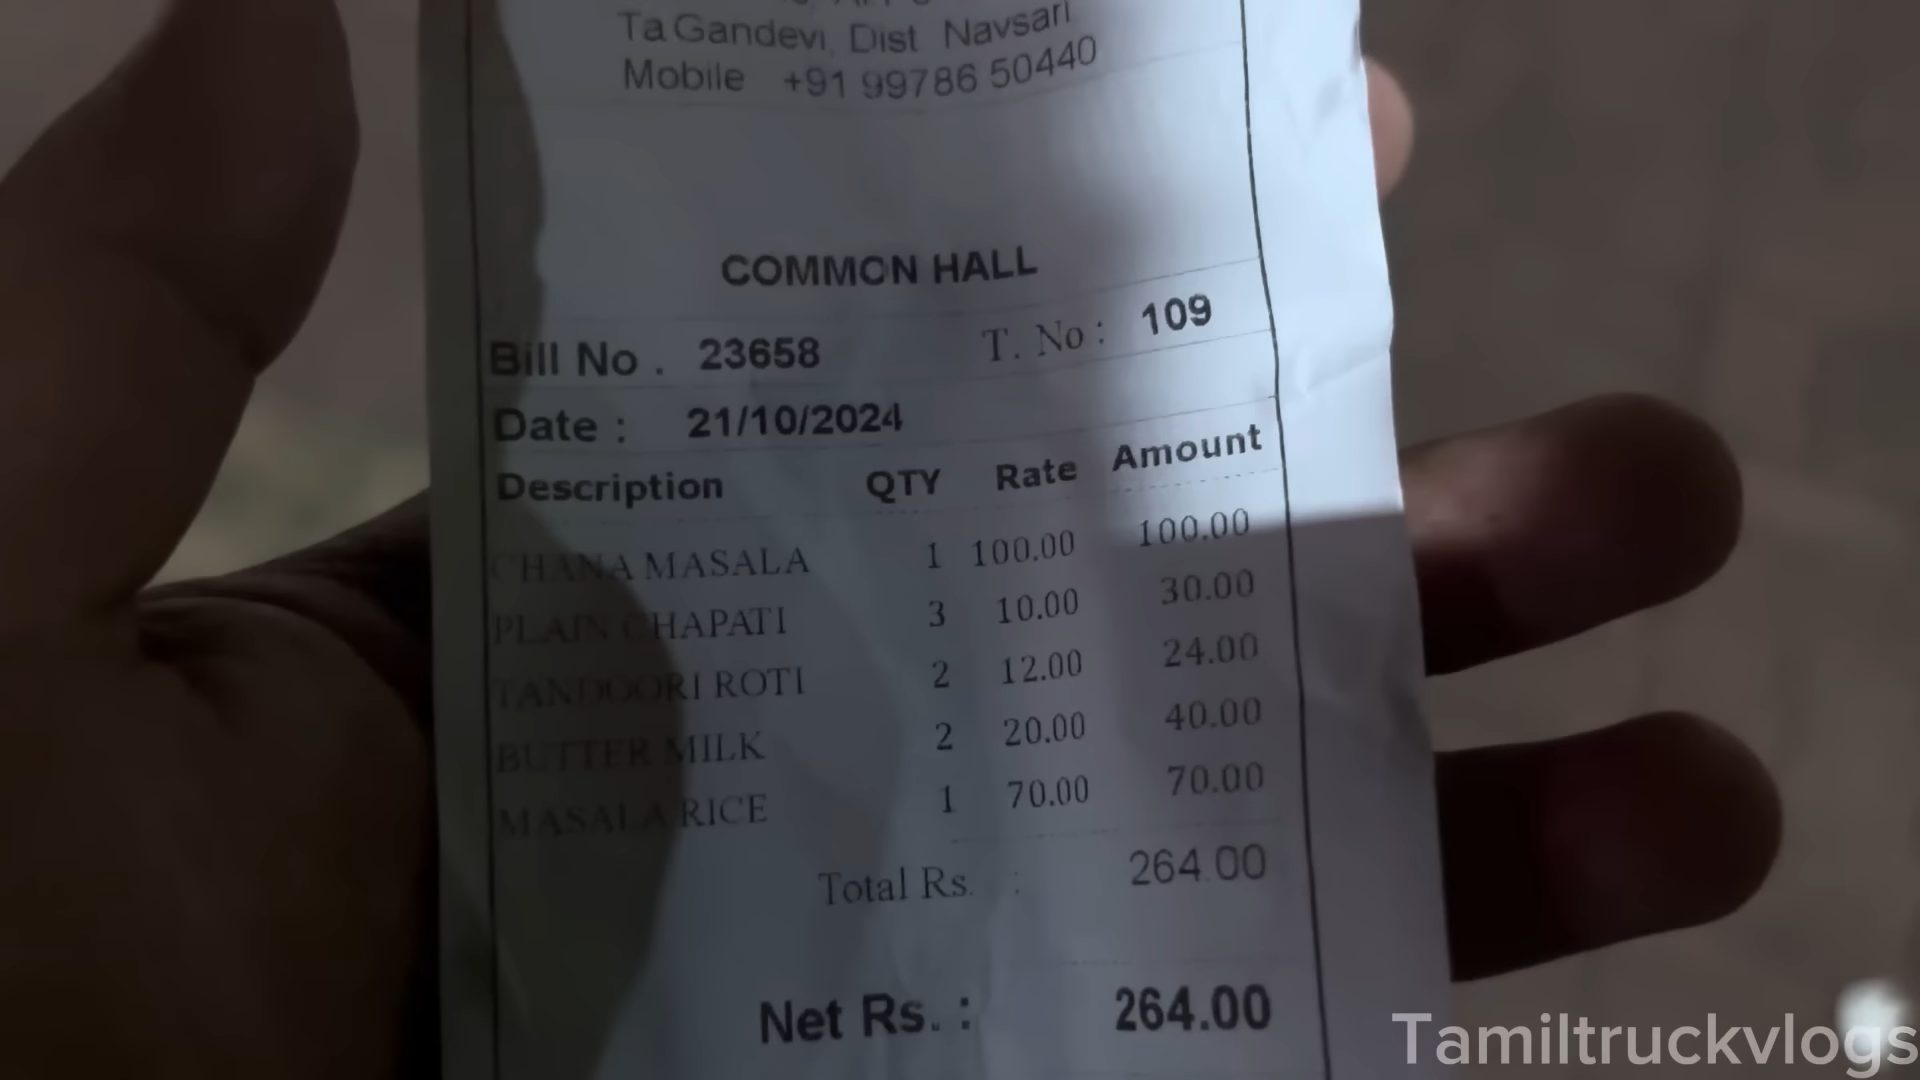 Ta Gandevi, Dist Navsari
Mobile +91 99786 50440
COMMON HALL
Bill No . 23658 T. No : 109
Date : 21/10/2024
Description QTY Rate Amount
CHANA MASALA 1 100.00 100.00
PLAIN CHAPATI 3 10.00 30.00
TANDOORI ROTI 2 12.00 24.00
BUTTER MILK 2 20.00 40.00
MASALA RICE 1 70.00 70.00
Total Rs. : 264.00
Net Rs. : 264.00
Tamiltruckvlogs